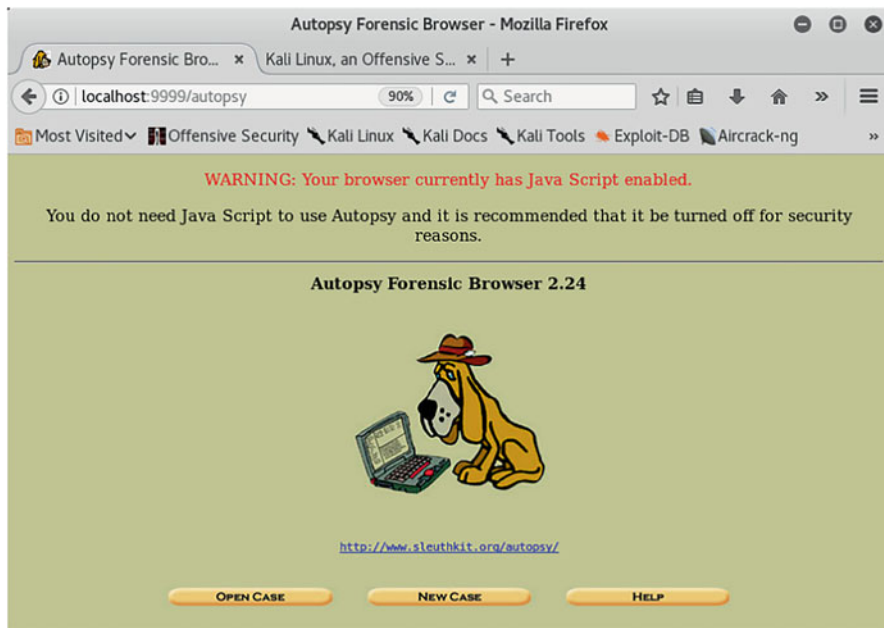 Autopsy Forensic Browser - Mozilla Firefox
Autopsy Forensic Bro...
Kali Linux, an Offensive S...
localhost:9999/autopsy
90%
Search
Most Visited
Offensive Security
Kali Linux
Kali Docs
Kali Tools
Exploit-DB
Aircrack-ng
WARNING: Your browser currently has Java Script enabled.
You do not need Java Script to use Autopsy and it is recommended that it be turned off for security
reasons.
Autopsy Forensic Browser 2.24
http://www.sleuthkit.org/autopsy/
OPEN CASE
NEW CASE
HELP